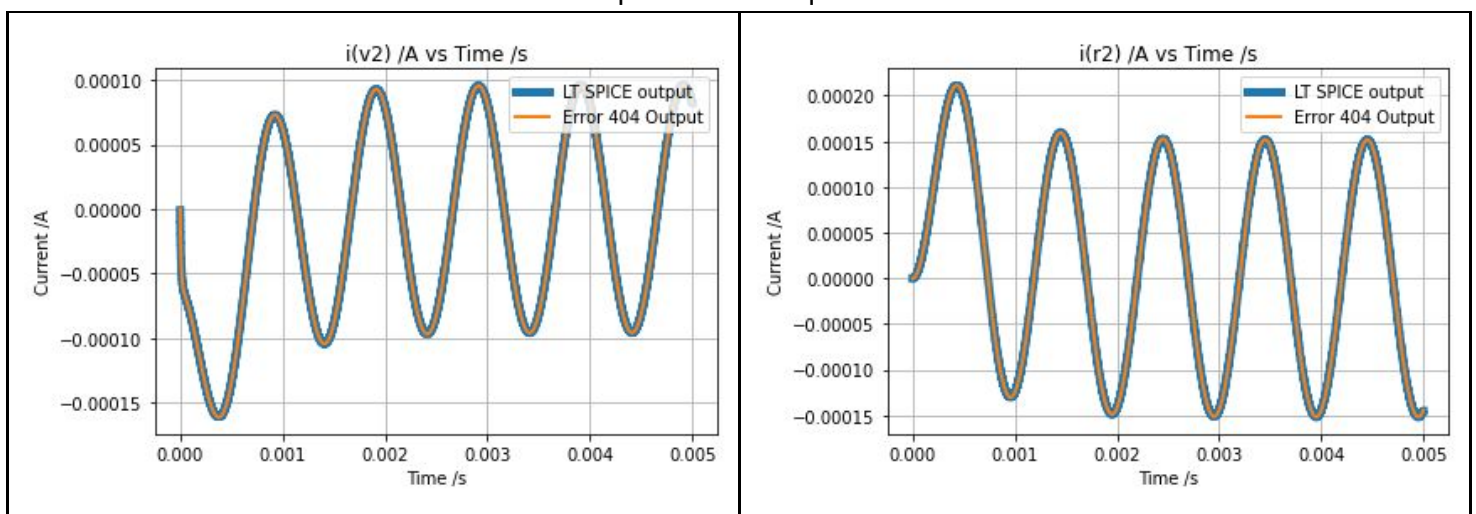 i(v2) /A vs Time /s
LT SPICE output
Error 404 Output
0.00010
0.00005
0.00000
−0.00005
−0.00010
−0.00015
Current /A
0.000 0.001 0.002 0.003 0.004 0.005
Time /s
i(r2) /A vs Time /s
LT SPICE output
Error 404 Output
0.00020
0.00015
0.00010
0.00005
0.00000
−0.00005
−0.00010
−0.00015
Current /A
0.000 0.001 0.002 0.003 0.004 0.005
Time /s